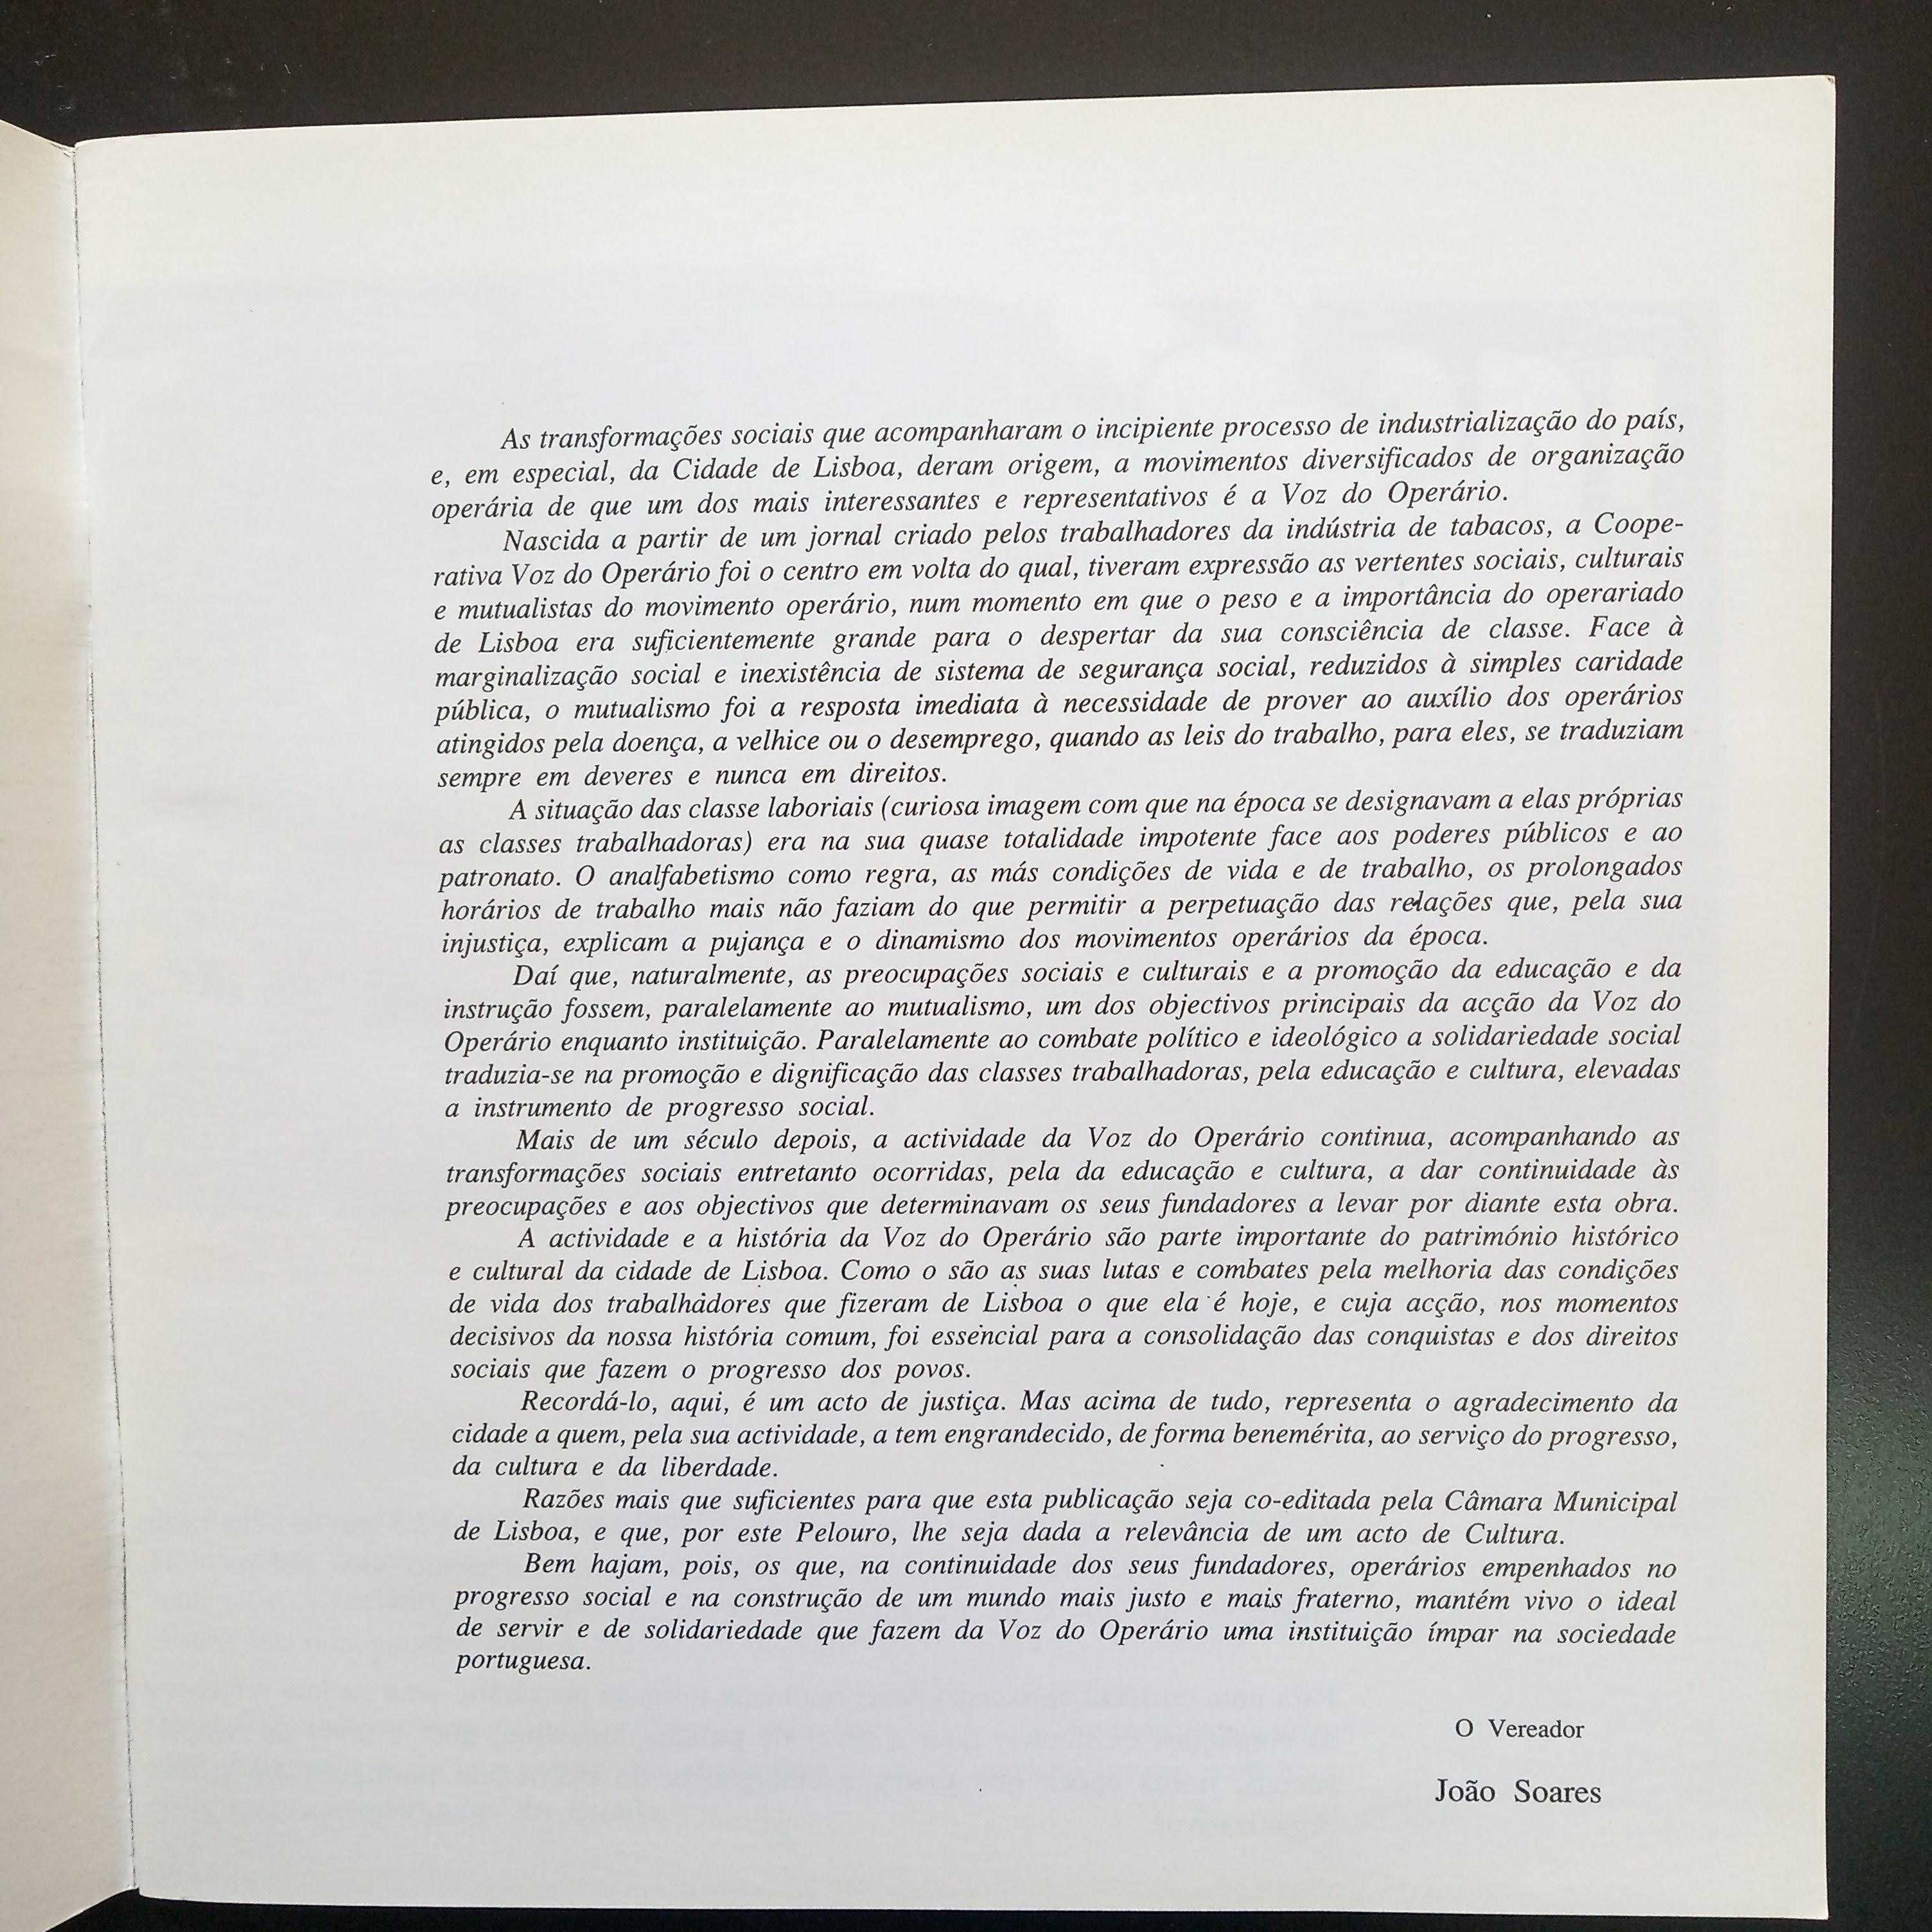 As transformações sociais que acompanharam o incipiente processo de industrialização do país,
e, em especial, da Cidade de Lisboa, deram origem, a movimentos diversificados de organização
operária de que um dos mais interessantes e representativos é a Voz do Operário.
Nascida a partir de um jornal criado pelos trabalhadores da indústria de tabacos, a Coope-
rativa Voz do Operário foi o centro em volta do qual, tiveram expressão as vertentes sociais, culturais
e mutualistas do movimento operário, num momento em que o peso e a importância do operariado
de Lisboa era suficientemente grande para o despertar da sua consciência de classe. Face à
marginalização social e inexistência de sistema de segurança social, reduzidos à simples caridade
pública, o mutualismo foi a resposta imediata à necessidade de prover ao auxílio dos operários
atingidos pela doença, a velhice ou o desemprego, quando as leis do trabalho, para eles, se traduziam
sempre em deveres e nunca em direitos.
A situação das classe laboriais (curiosa imagem com que na época se designavam a elas próprias
as classes trabalhadoras) era na sua quase totalidade impotente face aos poderes públicos e ao
patronato. O analfabetismo como regra, as más condições de vida e de trabalho, os prolongados
horários de trabalho mais não faziam do que permitir a perpetuação das relações que, pela sua
injustiça, explicam a pujança e o dinamismo dos movimentos operários da época.
Daí que, naturalmente, as preocupações sociais e culturais e a promoção da educação e da
instrução fossem, paralelamente ao mutualismo, um dos objectivos principais da acção da Voz do
Operário enquanto instituição. Paralelamente ao combate político e ideológico a solidariedade social
traduzia-se na promoção e dignificação das classes trabalhadoras, pela educação e cultura, elevadas
a instrumento de progresso social.
Mais de um século depois, a actividade da Voz do Operário continua, acompanhando as
transformações sociais entretanto ocorridas, pela da educação e cultura, a dar continuidade às
preocupações e aos objectivos que determinavam os seus fundadores a levar por diante esta obra.
A actividade e a história da Voz do Operário são parte importante do património histórico
e cultural da cidade de Lisboa. Como o são as suas lutas e combates pela melhoria das condições
de vida dos trabalhadores que fizeram de Lisboa o que ela é hoje, e cuja acção, nos momentos
decisivos da nossa história comum, foi essencial para a consolidação das conquistas e dos direitos
sociais que fazem o progresso dos povos.
Recordá-lo, aqui, é um acto de justiça. Mas acima de tudo, representa o agradecimento da
cidade a quem, pela sua actividade, a tem engrandecido, de forma benemérita, ao serviço do progresso,
da cultura e da liberdade.
Razões mais que suficientes para que esta publicação seja co-editada pela Câmara Municipal
de Lisboa, e que, por este Pelouro, lhe seja dada a relevância de um acto de Cultura.
Bem hajam, pois, os que, na continuidade dos seus fundadores, operários empenhados no
progresso social e na construção de um mundo mais justo e mais fraterno, mantém vivo o ideal
de servir e de solidariedade que fazem da Voz do Operário uma instituição ímpar na sociedade
portuguesa.
O Vereador
João Soares